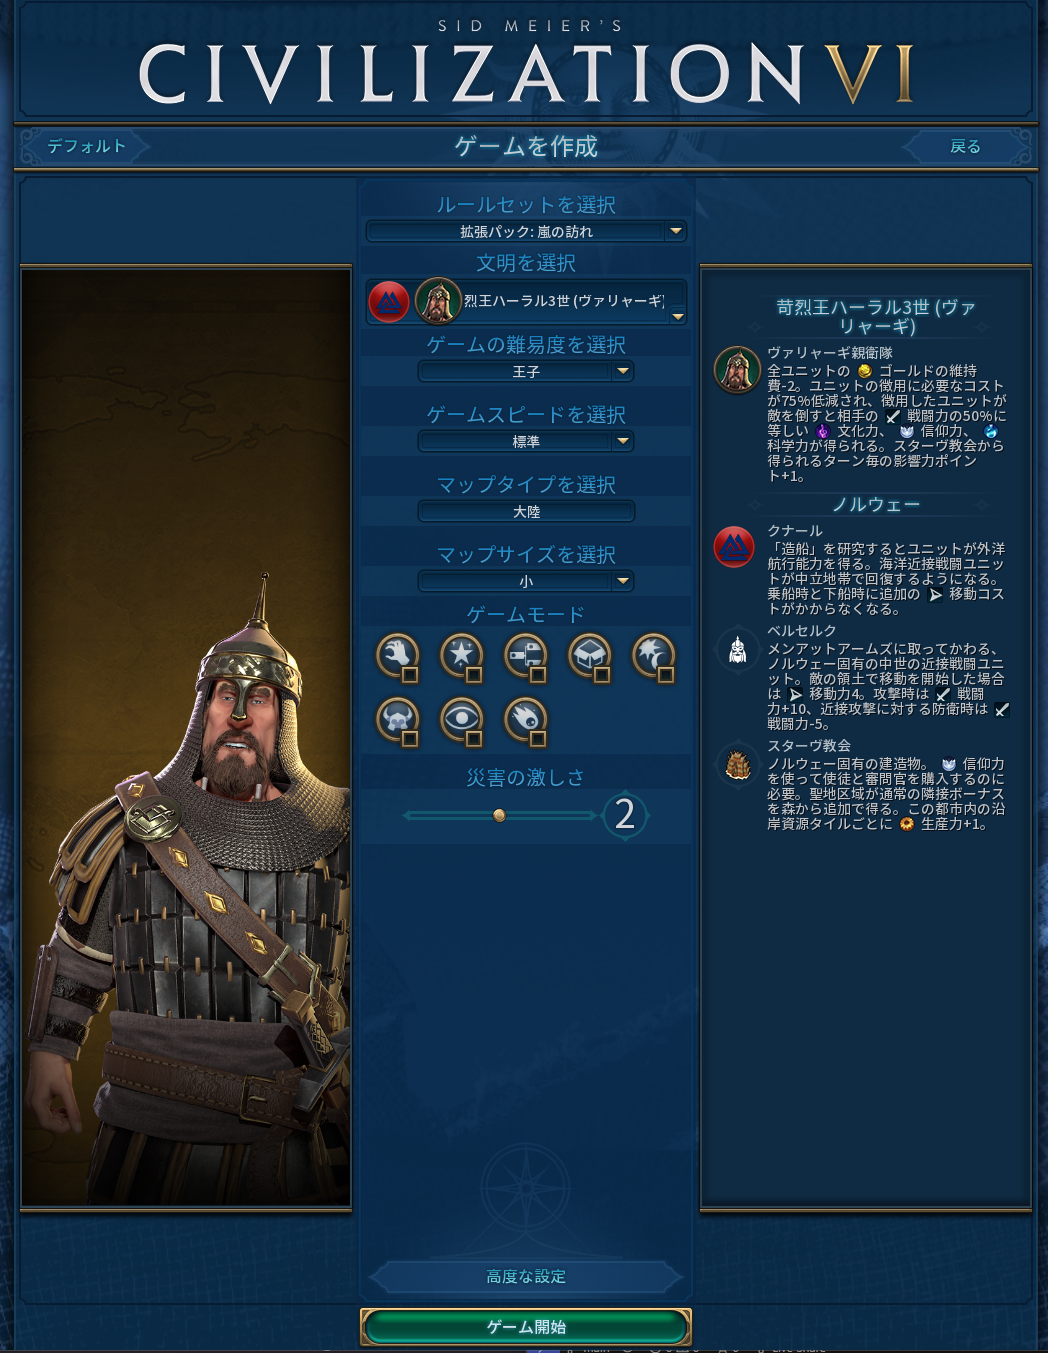 SID MEIER'S
CIVILIZATION VI
デフォルト
ゲームを作成
戻る
ルールセットを選択
拡張パック: 嵐の訪れ
文明を選択
烈王ハーラル3世 (ヴァリャーギ)
ゲームの難易度を選択
王子
ゲームスピードを選択
標準
マップタイプを選択
大陸
マップサイズを選択
小
ゲームモード
災害の激しさ
2
高度な設定
ゲーム開始
苛烈王ハーラル3世 (ヴァ
リャーギ)
ヴァリャーギ親衛隊
全ユニットの ゴールドの維持
費-2。ユニットの徴用に必要なコスト
が75%低減され、徴用したユニットが
敵を倒すと相手の 戦闘力の50%に
等しい 文化力、 信仰力、
科学力が得られる。スターヴ教会から
得られるターン毎の影響力ポイン
ト+1。
ノルウェー
クナール
「造船」を研究するとユニットが外洋
航行能力を得る。海洋近接戦闘ユニッ
トが中立地帯で回復するようになる。
乗船時と下船時に追加の 移動コス
トがかからなくなる。
ベルセルク
メンアットアームズに取ってかわる、
ノルウェー固有の中世の近接戦闘ユニ
ット。敵の領土で移動を開始した場合
は 移動力4。攻撃時は 戦闘
力+10、近接攻撃に対する防衛時は
戦闘力-5。
スターヴ教会
ノルウェー固有の建造物。 信仰力
を使って使徒と審問官を購入するのに
必要。聖地区域が通常の隣接ボーナス
を森から追加で得る。この都市内の沿
岸資源タイルごとに 生産力+1。